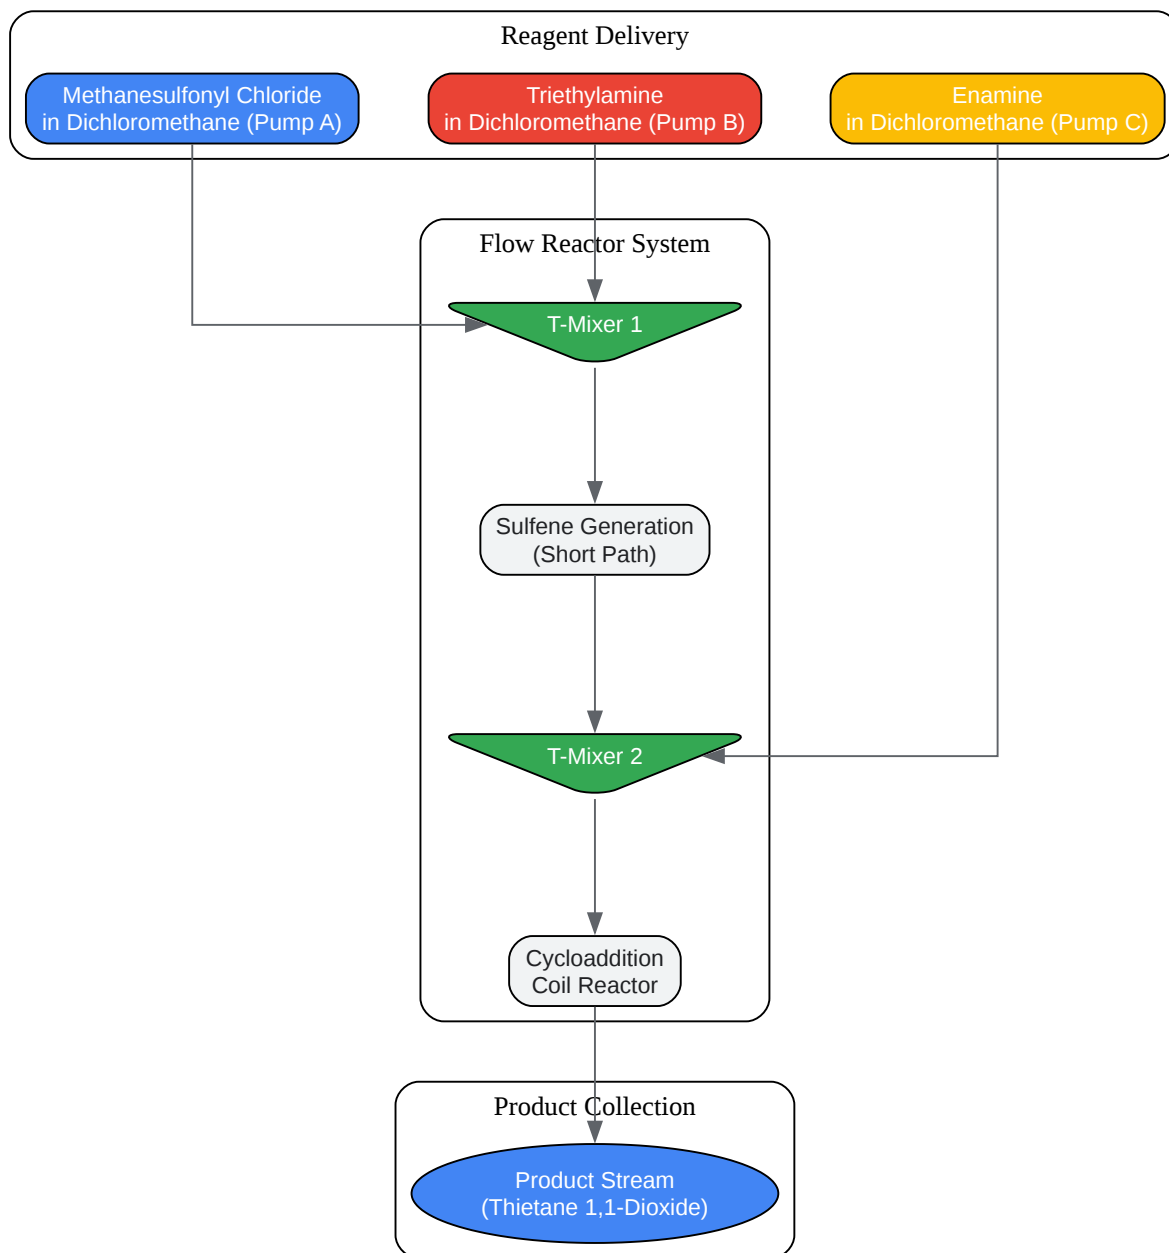 Reagent Delivery
Methanesulfonyl Chloride
in Dichloromethane (Pump A)
Triethylamine
in Dichloromethane (Pump B)
Enamine
in Dichloromethane (Pump C)
Flow Reactor System
T-Mixer 1
Sulfene Generation
(Short Path)
T-Mixer 2
Cycloaddition
Coil Reactor
Product Collection
Product Stream
(Thietane 1,1-Dioxide)